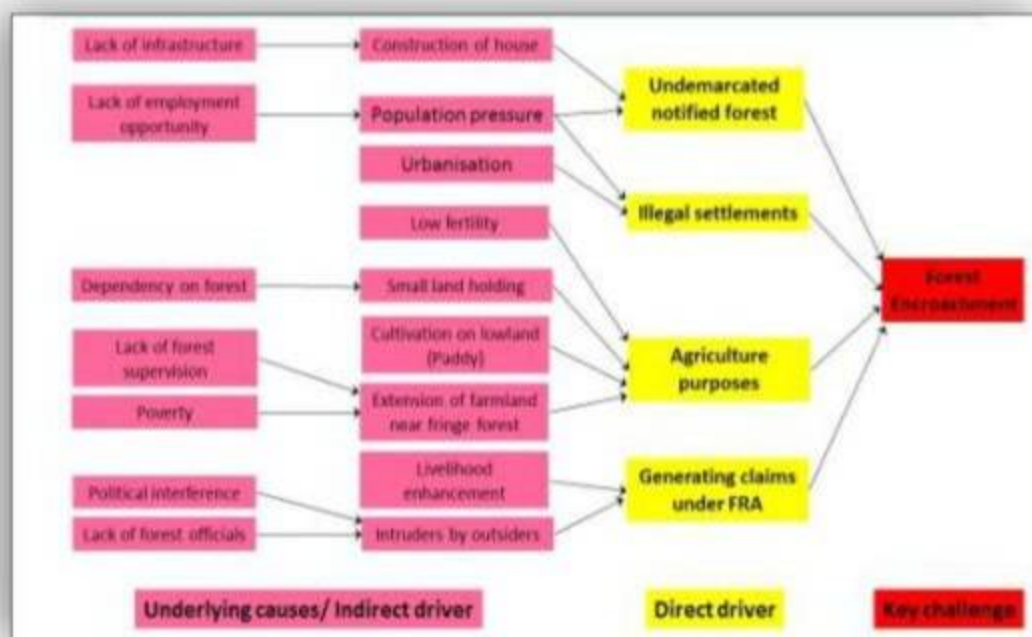 Lack of infrastructure
Construction of house
Undemarcated
notified forest
Lack of employment
opportunity
Population pressure
Urbanisation
Illegal settlements
Low fertility
Dependency on forest
Small land holding
Forest
Encroachment
Cultivation on lowland
(Paddy)
Lack of forest
supervision
Agriculture
purposes
Poverty
Extension of farmland
near fringe forest
Livelihood
enhancement
Generating claims
under FRA
Political interference
Lack of forest officials
Intruders by outsiders
Underlying causes/ Indirect driver
Direct driver
Key challenge